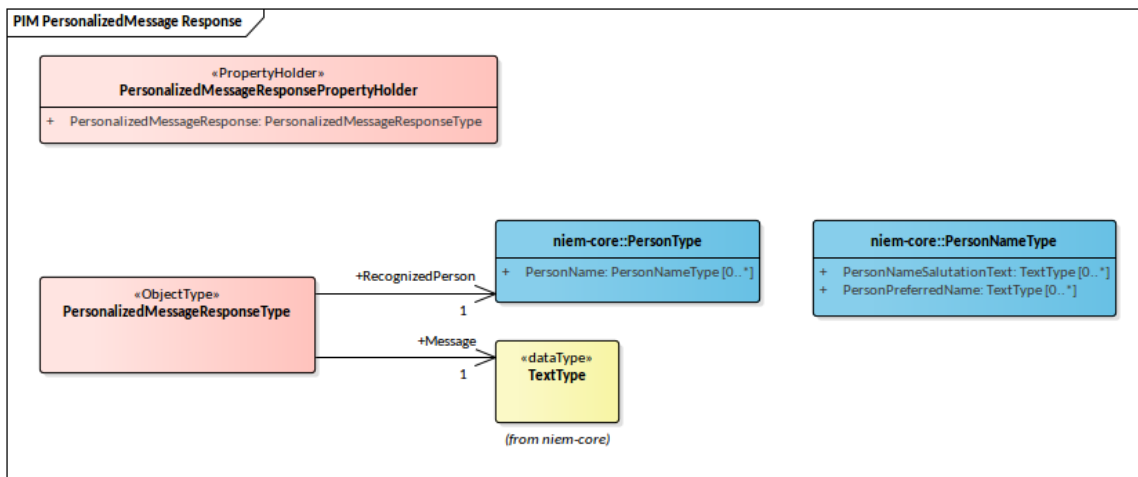 PIM PersonalizedMessage Response
«PropertyHolder»
PersonalizedMessageResponsePropertyHolder
+ PersonalizedMessageResponse: PersonalizedMessageResponseType
niem-core::PersonType
+ PersonName: PersonNameType [0..*]
niem-core::PersonNameType
+ PersonNameSalutationText: TextType [0..*]
+ PersonPreferredName: TextType [0..*]
«ObjectType»
PersonalizedMessageResponseType
+RecognizedPerson
1
+Message
1
«dataType»
TextType
(from niem-core)